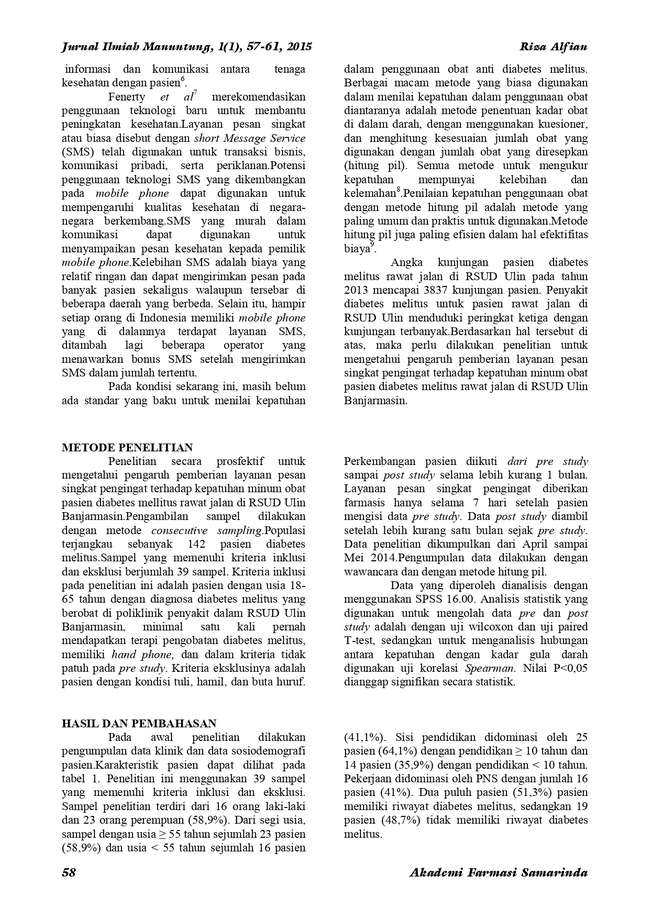 Jurnal Ilmiah Manuntung, 1(1), 57-61, 2015
Riza Alfian
informasi dan komunikasi antara tenaga
kesehatan dengan pasien6.
Fenerty et al7 merekomendasikan
penggunaan teknologi baru untuk membantu
peningkatan kesehatan.Layanan pesan singkat
atau biasa disebut dengan short Message Service
(SMS) telah digunakan untuk transaksi bisnis,
komunikasi pribadi, serta periklanan.Potensi
penggunaan teknologi SMS yang dikembangkan
pada mobile phone dapat digunakan untuk
mempengaruhi kualitas kesehatan di negara-
negara berkembang.SMS yang murah dalam
komunikasi dapat digunakan untuk
menyampaikan pesan kesehatan kepada pemilik
mobile phone.Kelebihan SMS adalah biaya yang
relatif ringan dan dapat mengirimkan pesan pada
banyak pasien sekaligus walaupun tersebar di
beberapa daerah yang berbeda. Selain itu, hampir
setiap orang di Indonesia memiliki mobile phone
yang di dalamnya terdapat layanan SMS,
ditambah lagi beberapa operator yang
menawarkan bonus SMS setelah mengirimkan
SMS dalam jumlah tertentu.
Pada kondisi sekarang ini, masih belum
ada standar yang baku untuk menilai kepatuhan
dalam penggunaan obat anti diabetes melitus.
Berbagai macam metode yang biasa digunakan
dalam menilai kepatuhan dalam penggunaan obat
diantaranya adalah metode penentuan kadar obat
di dalam darah, dengan menggunakan kuesioner,
dan menghitung kesesuaian jumlah obat yang
digunakan dengan jumlah obat yang diresepkan
(hitung pil). Semua metode untuk mengukur
kepatuhan mempunyai kelebihan dan
kelemahan8.Penilaian kepatuhan penggunaan obat
dengan metode hitung pil adalah metode yang
paling umum dan praktis untuk digunakan.Metode
hitung pil juga paling efisien dalam hal efektifitas
biaya9.
Angka kunjungan pasien diabetes
melitus rawat jalan di RSUD Ulin pada tahun
2013 mencapai 3837 kunjungan pasien. Penyakit
diabetes melitus untuk pasien rawat jalan di
RSUD Ulin menduduki peringkat ketiga dengan
kunjungan terbanyak.Berdasarkan hal tersebut di
atas, maka perlu dilakukan penelitian untuk
mengetahui pengaruh pemberian layanan pesan
singkat pengingat terhadap kepatuhan minum obat
pasien diabetes melitus rawat jalan di RSUD Ulin
Banjarmasin.
METODE PENELITIAN
Penelitian secara prosfektif untuk
mengetahui pengaruh pemberian layanan pesan
singkat pengingat terhadap kepatuhan minum obat
pasien diabetes mellitus rawat jalan di RSUD Ulin
Banjarmasin.Pengambilan sampel dilakukan
dengan metode consecutive sampling.Populasi
terjangkau sebanyak 142 pasien diabetes
melitus.Sampel yang memenuhi kriteria inklusi
dan eksklusi berjumlah 39 sampel. Kriteria inklusi
pada penelitian ini adalah pasien dengan usia 18-
65 tahun dengan diagnosa diabetes melitus yang
berobat di poliklinik penyakit dalam RSUD Ulin
Banjarmasin, minimal satu kali pernah
mendapatkan terapi pengobatan diabetes melitus,
memiliki hand phone, dan dalam kriteria tidak
patuh pada pre study. Kriteria eksklusinya adalah
pasien dengan kondisi tuli, hamil, dan buta huruf.
Perkembangan pasien diikuti dari pre study
sampai post study selama lebih kurang 1 bulan.
Layanan pesan singkat pengingat diberikan
farmasis hanya selama 7 hari setelah pasien
mengisi data pre study. Data post study diambil
setelah lebih kurang satu bulan sejak pre study.
Data penelitian dikumpulkan dari April sampai
Mei 2014.Pengumpulan data dilakukan dengan
wawancara dan dengan metode hitung pil.
Data yang diperoleh dianalisis dengan
menggunakan SPSS 16.00. Analisis statistik yang
digunakan untuk mengolah data pre dan post
study adalah dengan uji wilcoxon dan uji paired
T-test, sedangkan untuk menganalisis hubungan
antara kepatuhan dengan kadar gula darah
digunakan uji korelasi Spearman. Nilai P<0,05
dianggap signifikan secara statistik.
HASIL DAN PEMBAHASAN
Pada awal penelitian dilakukan
pengumpulan data klinik dan data sosiodemografi
pasien.Karakteristik pasien dapat dilihat pada
tabel 1. Penelitian ini menggunakan 39 sampel
yang memenuhi kriteria inklusi dan eksklusi.
Sampel penelitian terdiri dari 16 orang laki-laki
dan 23 orang perempuan (58,9%). Dari segi usia,
sampel dengan usia ≥ 55 tahun sejumlah 23 pasien
(58,9%) dan usia < 55 tahun sejumlah 16 pasien
(41,1%). Sisi pendidikan didominasi oleh 25
pasien (64,1%) dengan pendidikan ≥ 10 tahun dan
14 pasien (35,9%) dengan pendidikan < 10 tahun.
Pekerjaan didominasi oleh PNS dengan jumlah 16
pasien (41%). Dua puluh pasien (51,3%) pasien
memiliki riwayat diabetes melitus, sedangkan 19
pasien (48,7%) tidak memiliki riwayat diabetes
melitus.
58
Akademi Farmasi Samarinda